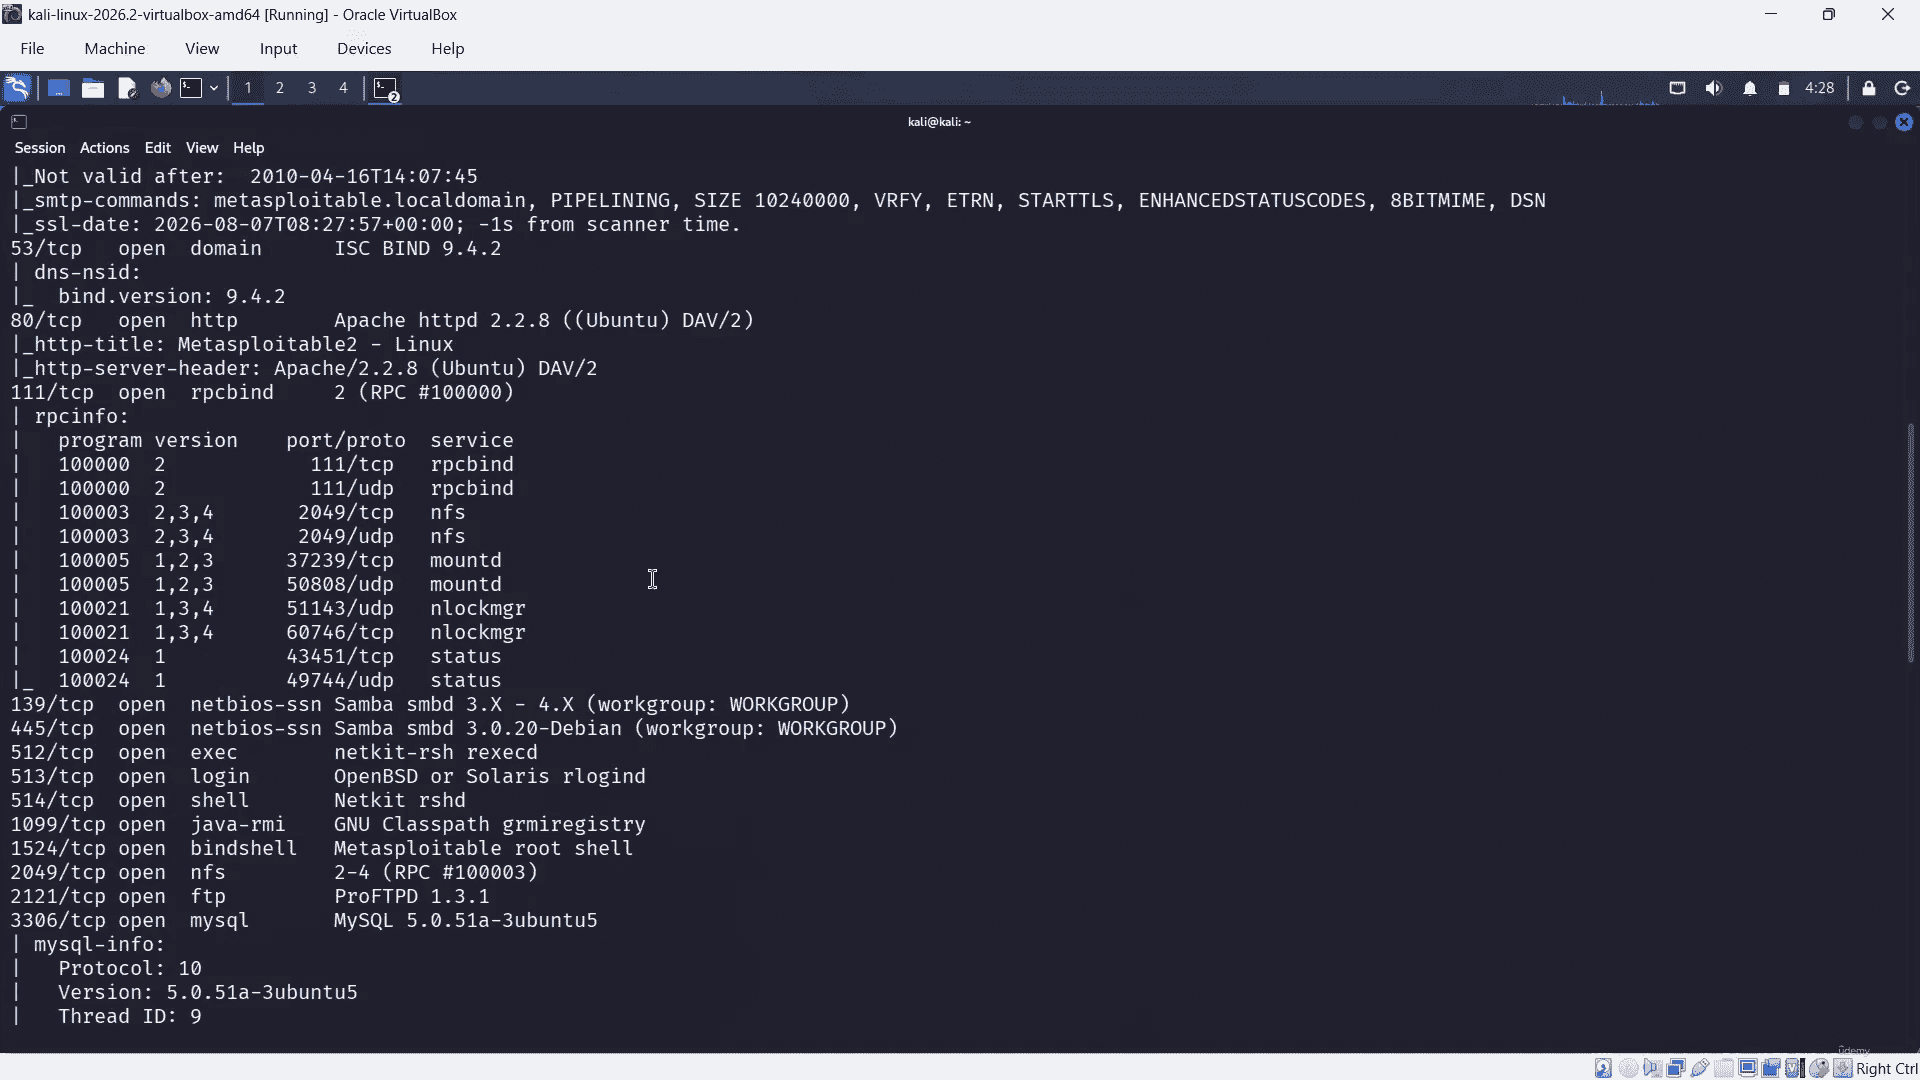 kali-linux-2026.2-virtualbox-amd64 [Running] - Oracle VirtualBox
File Machine View Input Devices Help
1 2 3 4 2 4:28
kali@kali: ~
Session Actions Edit View Help
|_Not valid after:  2010-04-16T14:07:45
|_smtp-commands: metasploitable.localdomain, PIPELINING, SIZE 10240000, VRFY, ETRN, STARTTLS, ENHANCEDSTATUSCODES, 8BITMIME, DSN
|_ssl-date: 2026-08-07T08:27:57+00:00; -1s from scanner time.
53/tcp   open  domain      ISC BIND 9.4.2
| dns-nsid:
|_  bind.version: 9.4.2
80/tcp   open  http        Apache httpd 2.2.8 ((Ubuntu) DAV/2)
|_http-title: Metasploitable2 - Linux
|_http-server-header: Apache/2.2.8 (Ubuntu) DAV/2
111/tcp  open  rpcbind     2 (RPC #100000)
| rpcinfo:
|   program version    port/proto  service
|   100000  2            111/tcp   rpcbind
|   100000  2            111/udp   rpcbind
|   100003  2,3,4       2049/tcp   nfs
|   100003  2,3,4       2049/udp   nfs
|   100005  1,2,3      37239/tcp   mountd
|   100005  1,2,3      50808/udp   mountd
|   100021  1,3,4      51143/udp   nlockmgr
|   100021  1,3,4      60746/tcp   nlockmgr
|   100024  1          43451/tcp   status
|_  100024  1          49744/udp   status
139/tcp  open  netbios-ssn Samba smbd 3.X - 4.X (workgroup: WORKGROUP)
445/tcp  open  netbios-ssn Samba smbd 3.0.20-Debian (workgroup: WORKGROUP)
512/tcp  open  exec        netkit-rsh rexecd
513/tcp  open  login       OpenBSD or Solaris rlogind
514/tcp  open  shell       Netkit rshd
1099/tcp open  java-rmi    GNU Classpath grmiregistry
1524/tcp open  bindshell   Metasploitable root shell
2049/tcp open  nfs         2-4 (RPC #100003)
2121/tcp open  ftp         ProFTPD 1.3.1
3306/tcp open  mysql       MySQL 5.0.51a-3ubuntu5
| mysql-info:
|   Protocol: 10
|   Version: 5.0.51a-3ubuntu5
|   Thread ID: 9
udemy
Right Ctrl